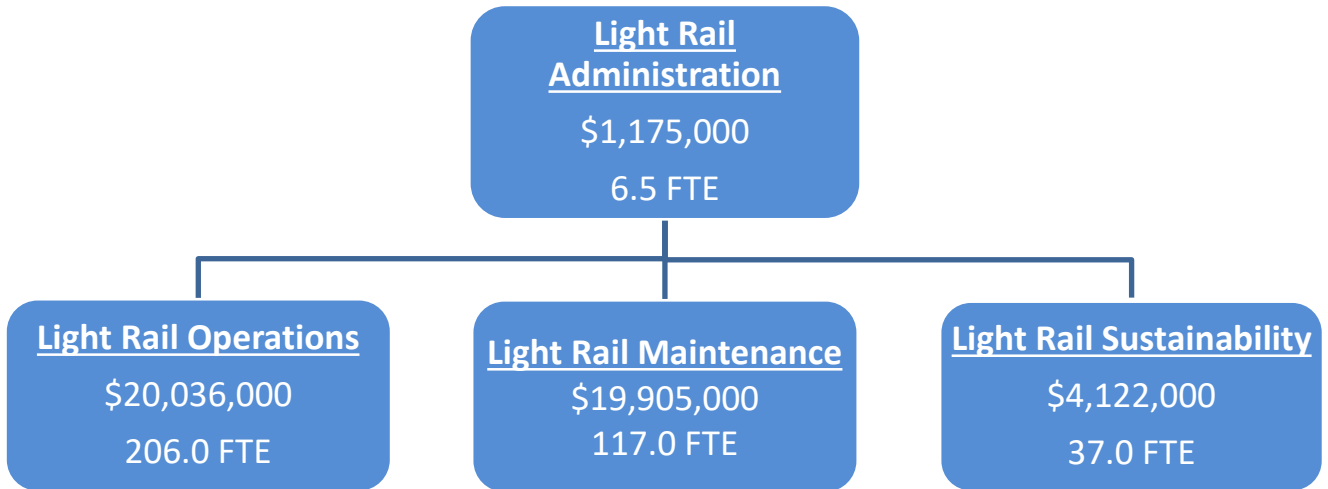 Light Rail
Administration
$1,175,000
6.5 FTE
Light Rail Operations
$20,036,000
206.0 FTE
Light Rail Maintenance
$19,905,000
117.0 FTE
Light Rail Sustainability
$4,122,000
37.0 FTE